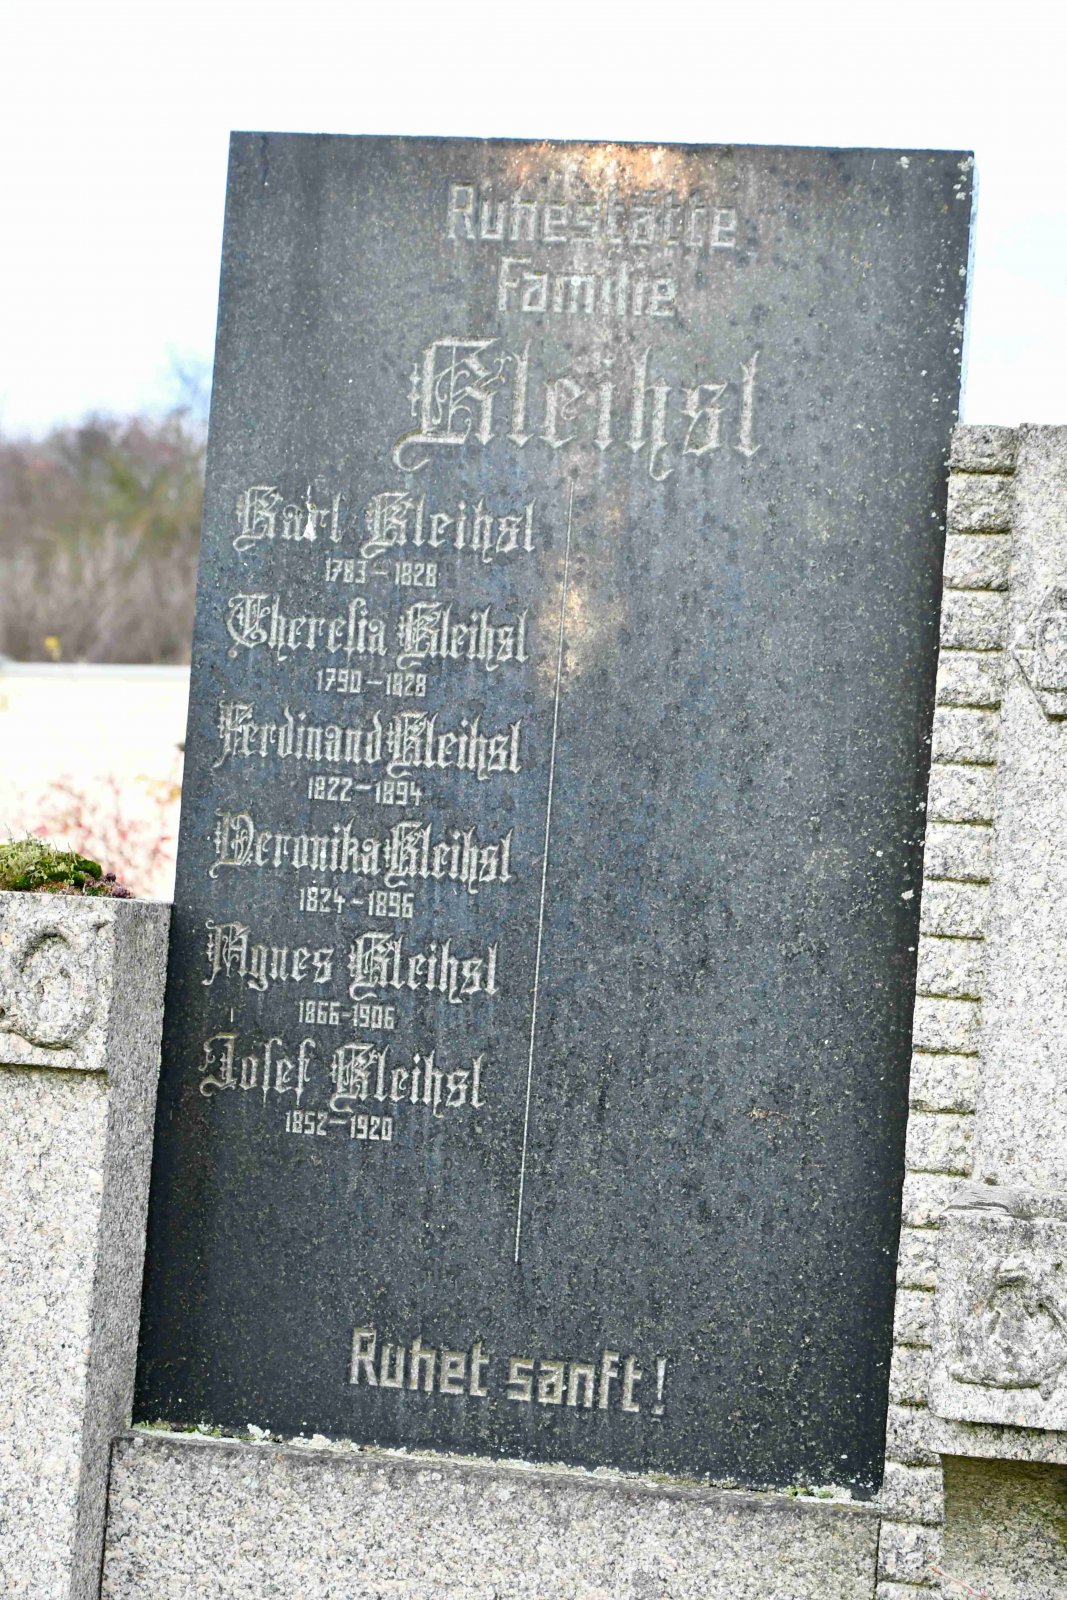 Ruhestätte
Familie
Kleihsl
Karl Kleihsl
1783-1828
Theresia Kleihsl
1790-1828
Ferdinand Kleihsl
1822-1894
Veronika Kleihsl
1824-1896
Agnes Kleihsl
1866-1906
Josef Kleihsl
1852-1920
Ruhet sanft!